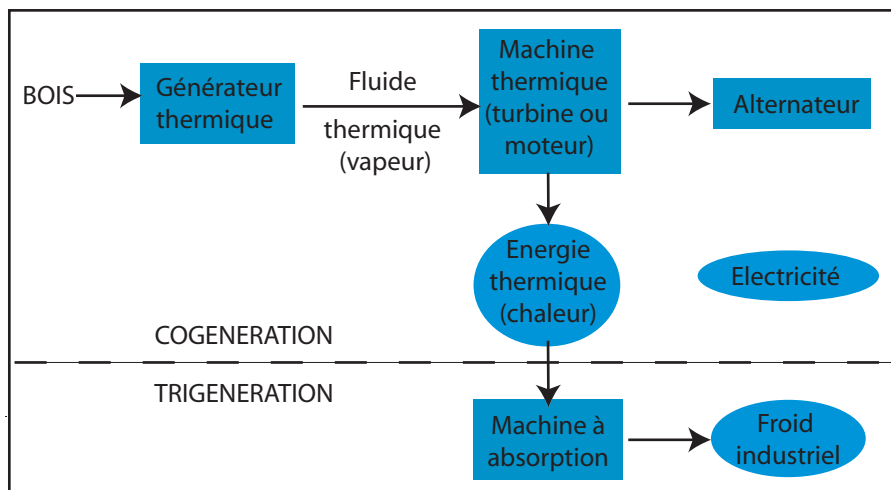 BOIS
Générateur
thermique
Fluide
thermique
(vapeur)
Machine
thermique
(turbine ou
moteur)
Alternateur
Energie
thermique
(chaleur)
Electricité
COGENERATION
TRIGENERATION
Machine à
absorption
Froid
industriel